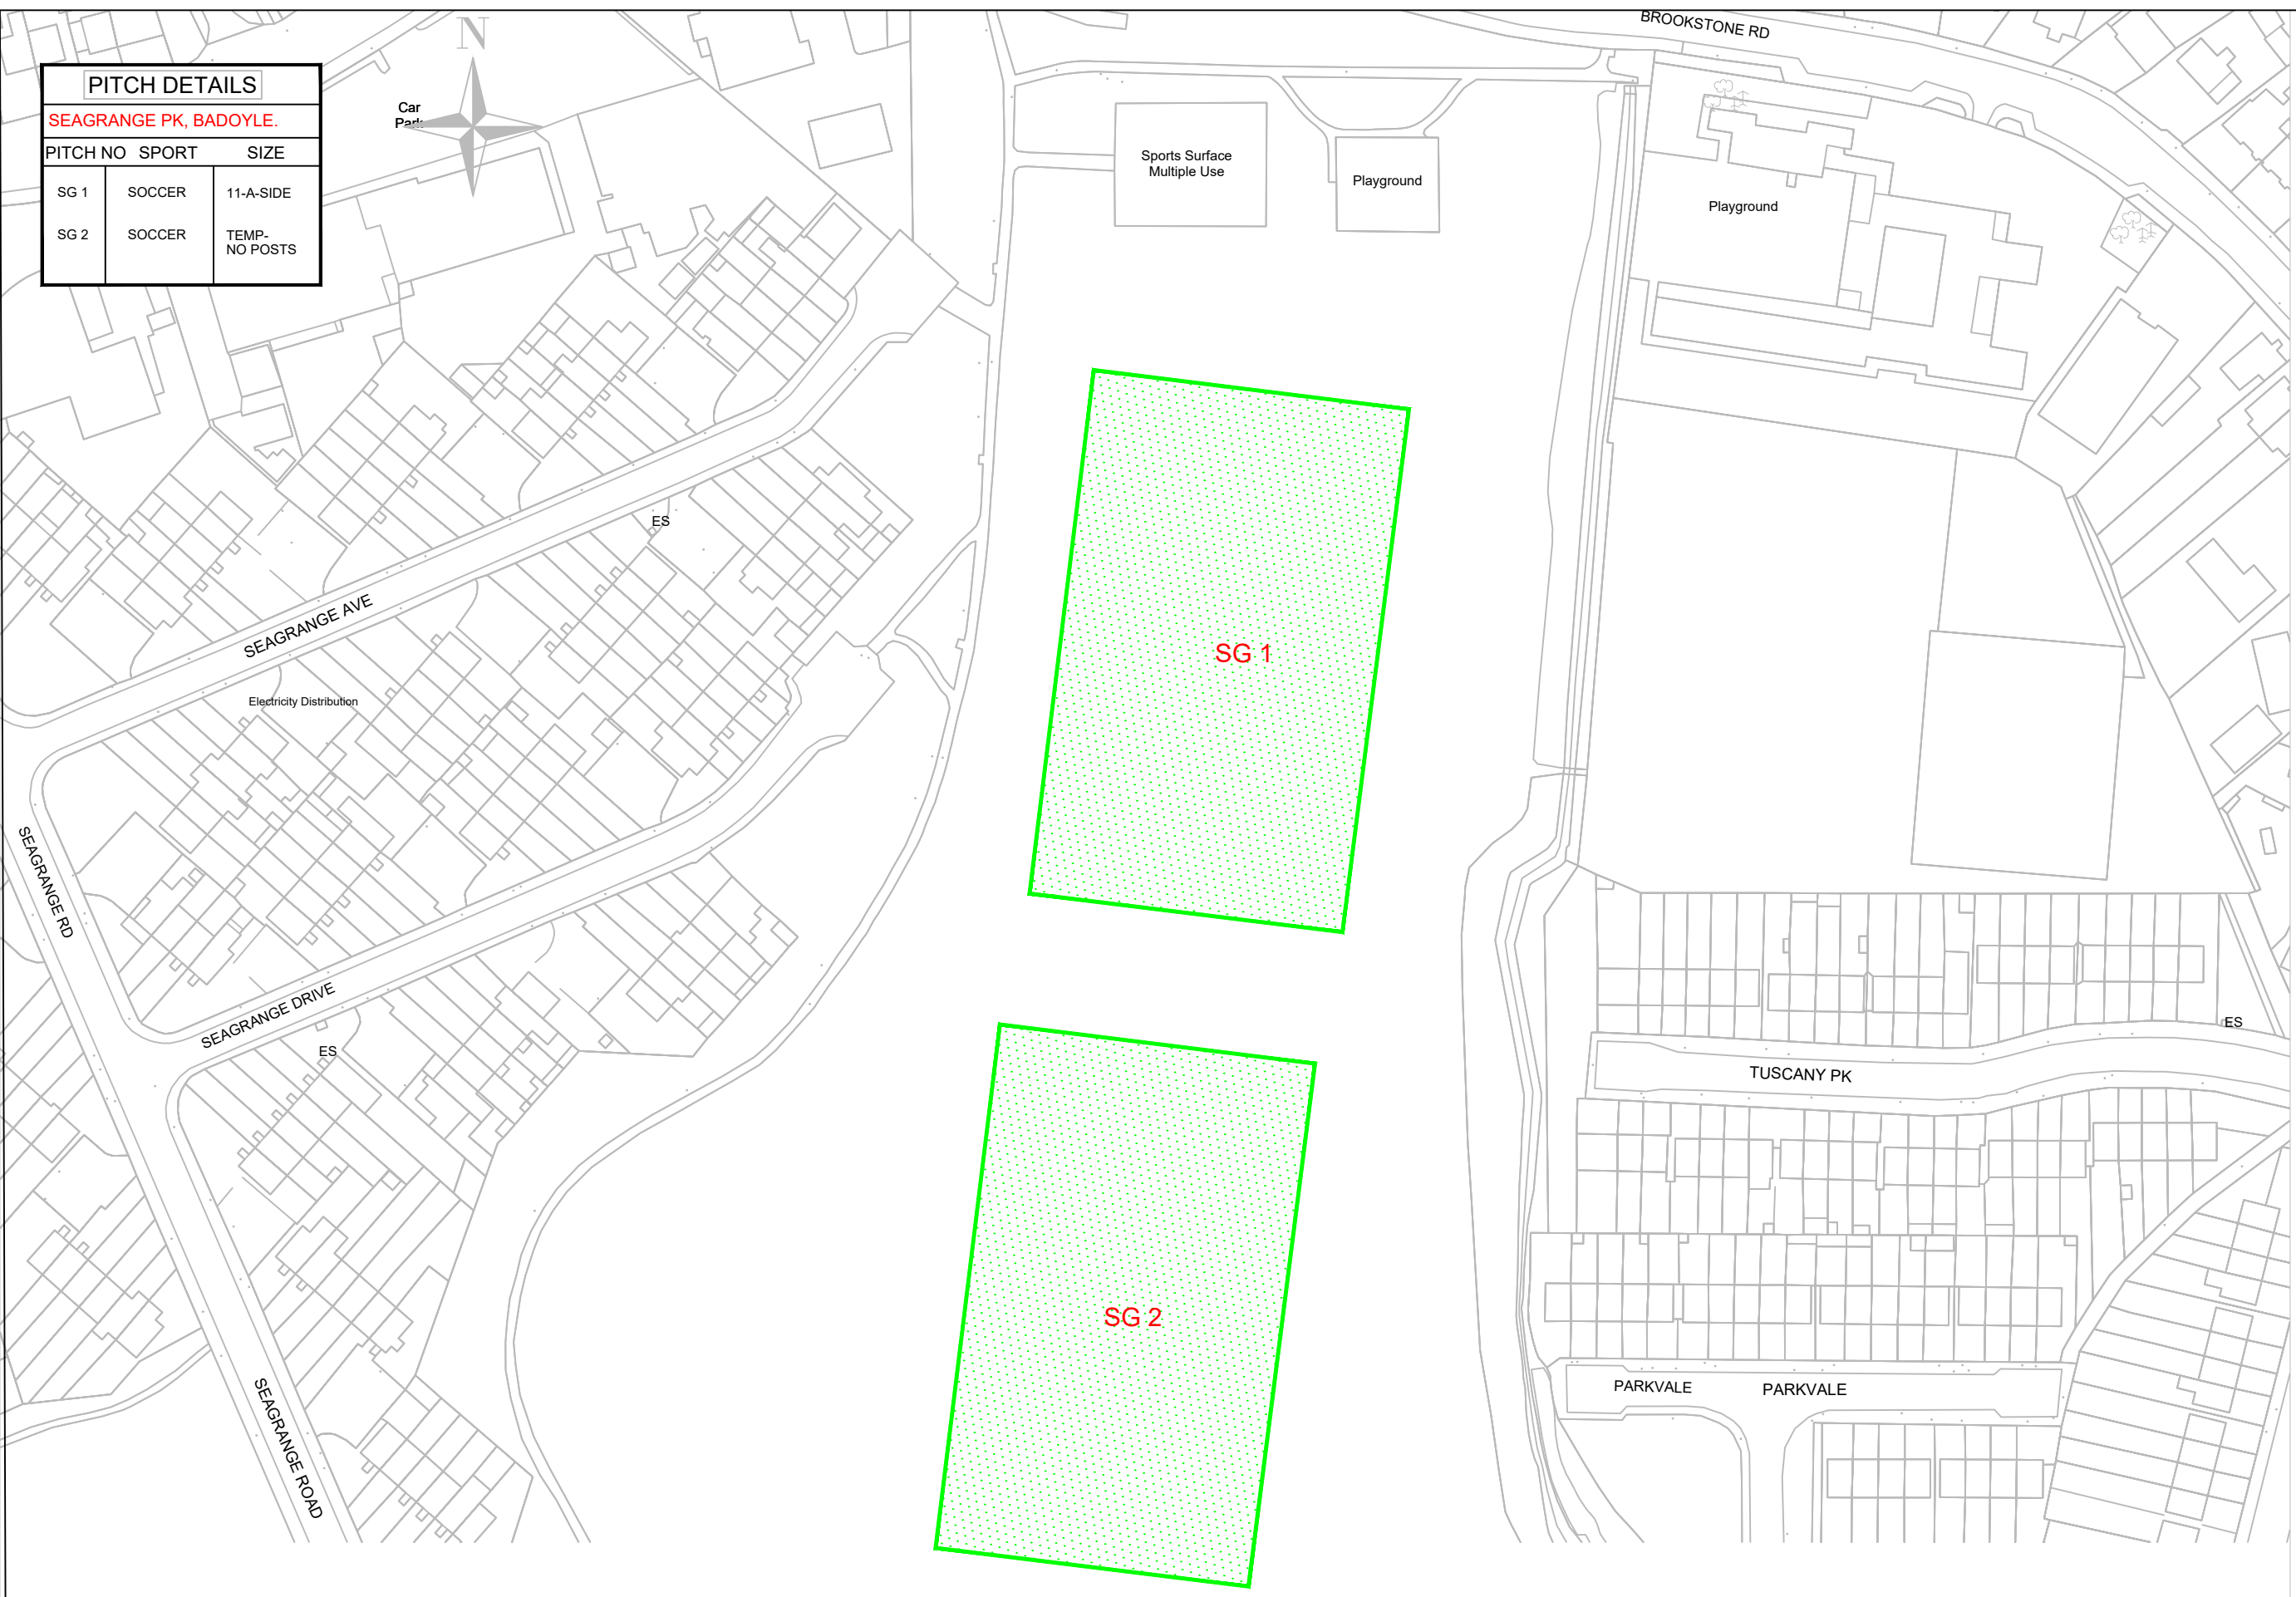 BROOKSTONE RD
N
PITCH DETAILS
SEAGRANGE PK, BADOYLE.
PITCH NO SPORT SIZE
SG 1 SOCCER 11-A-SIDE
SG 2 SOCCER TEMP-
NO POSTS
Car
Park
Sports Surface
Multiple Use
Playground
Playground
ES
SEAGRANGE AVE
SG 1
Electricity Distribution
SEAGRANGE RD
SEAGRANGE DRIVE
ES
ES
TUSCANY PK
SG 2
PARKVALE
PARKVALE
SEAGRANGE ROAD